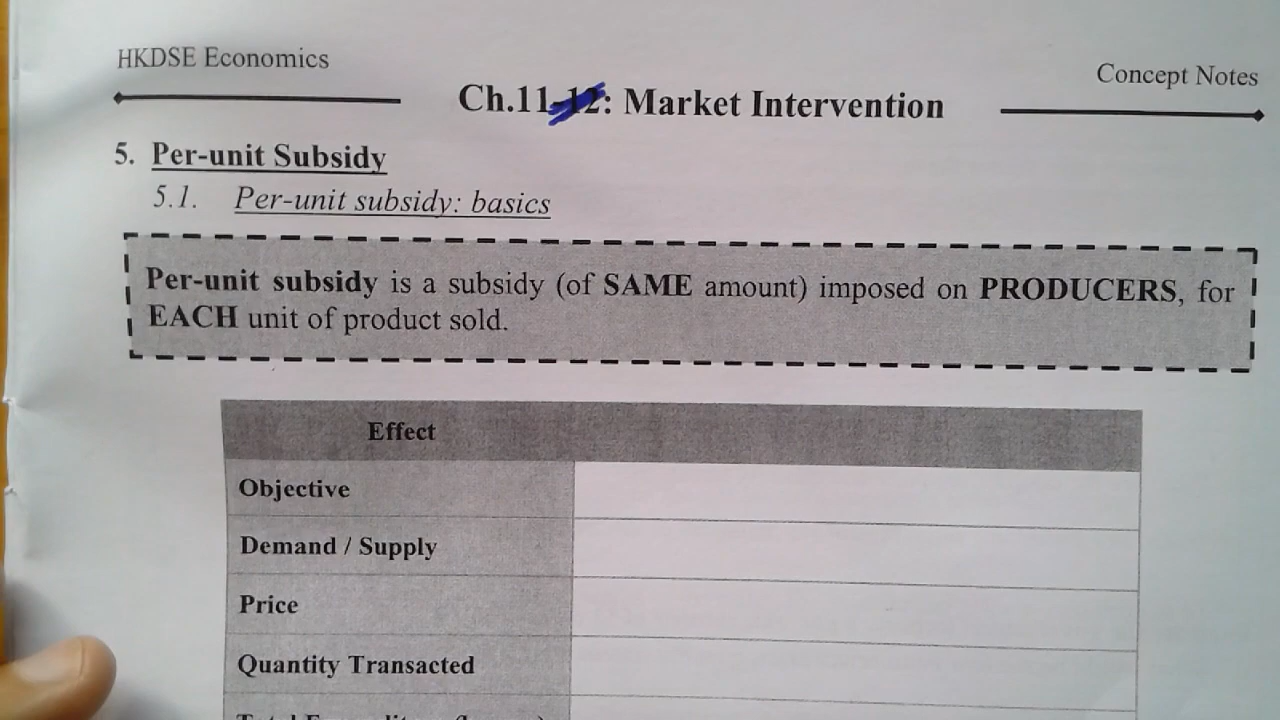 HKDSE Economics
Concept Notes
Ch.11-12: Market Intervention
5. Per-unit Subsidy
5.1. Per-unit subsidy: basics
Per-unit subsidy is a subsidy (of SAME amount) imposed on PRODUCERS, for
EACH unit of product sold.
Effect
Objective
Demand / Supply
Price
Quantity Transacted